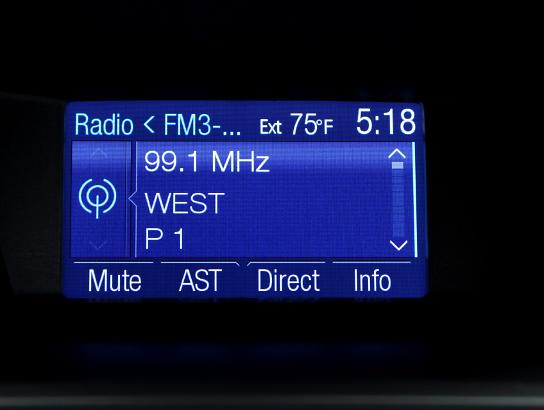 Radio < FM3-... Ext 75°F 5:18
99.1 MHz
WEST
P 1
Mute AST Direct Info